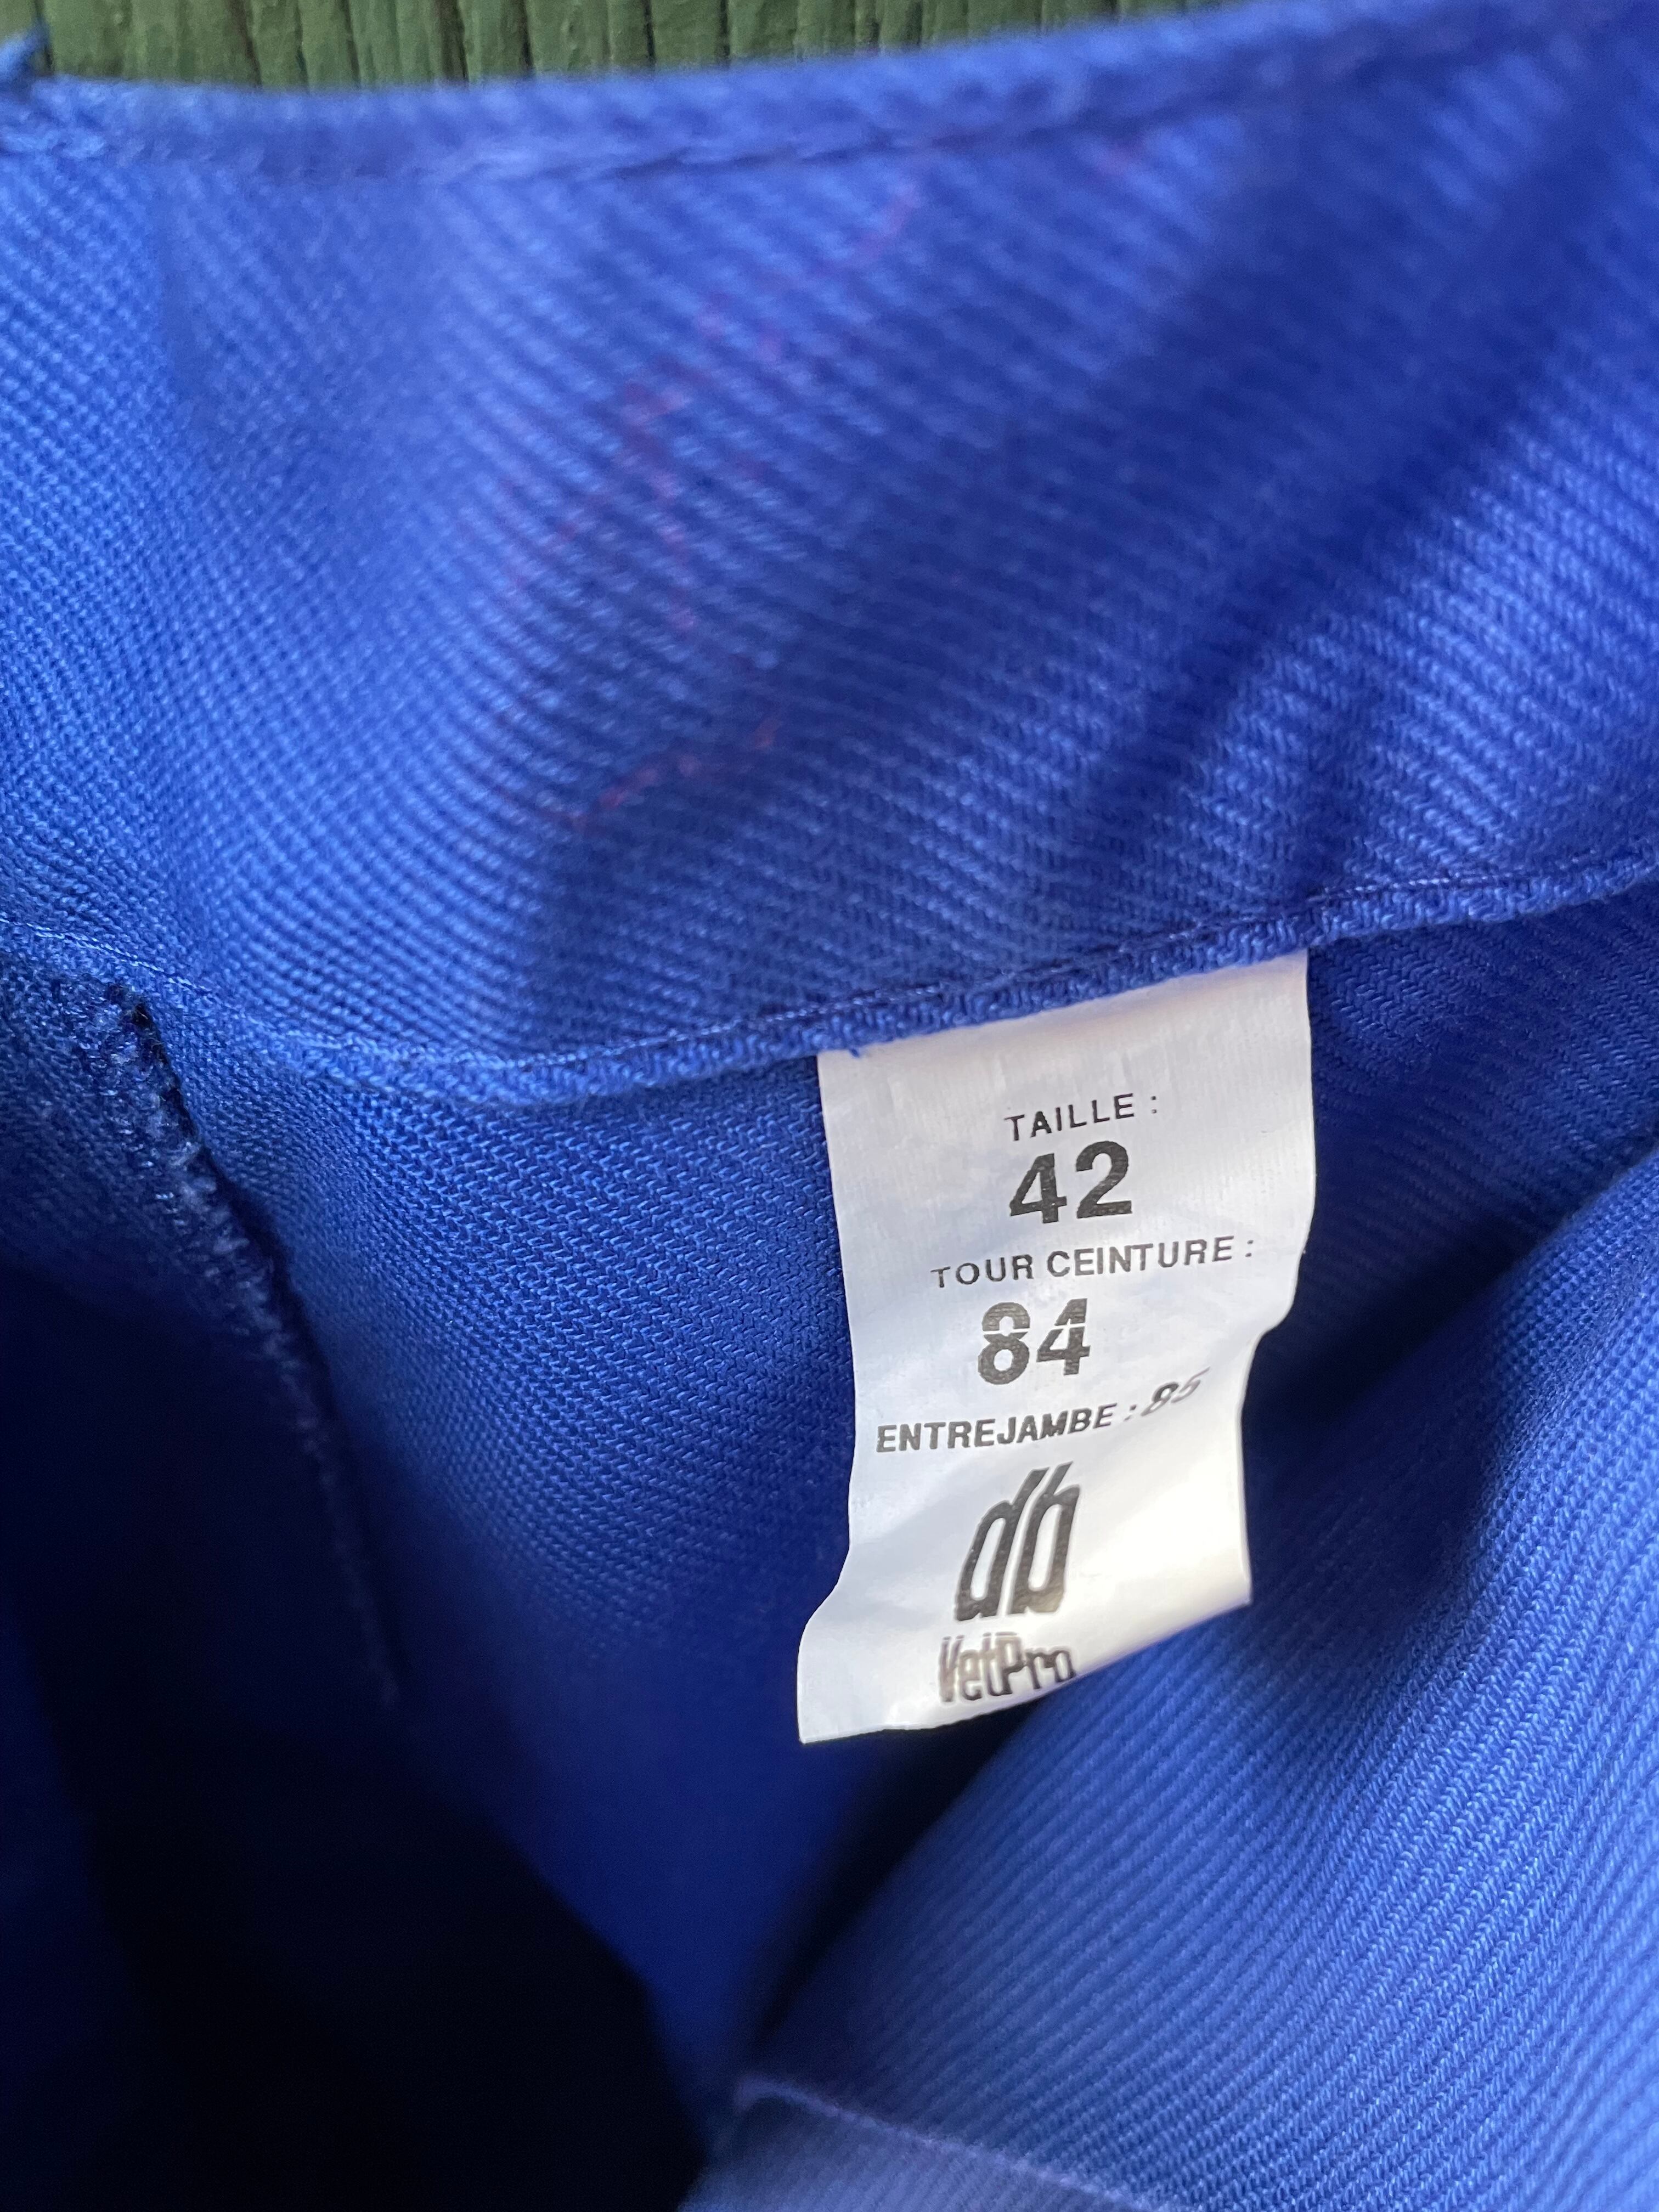 TAILLE :
42
TOUR CEINTURE :
84
ENTREJAMBE : 85
db
VetPro